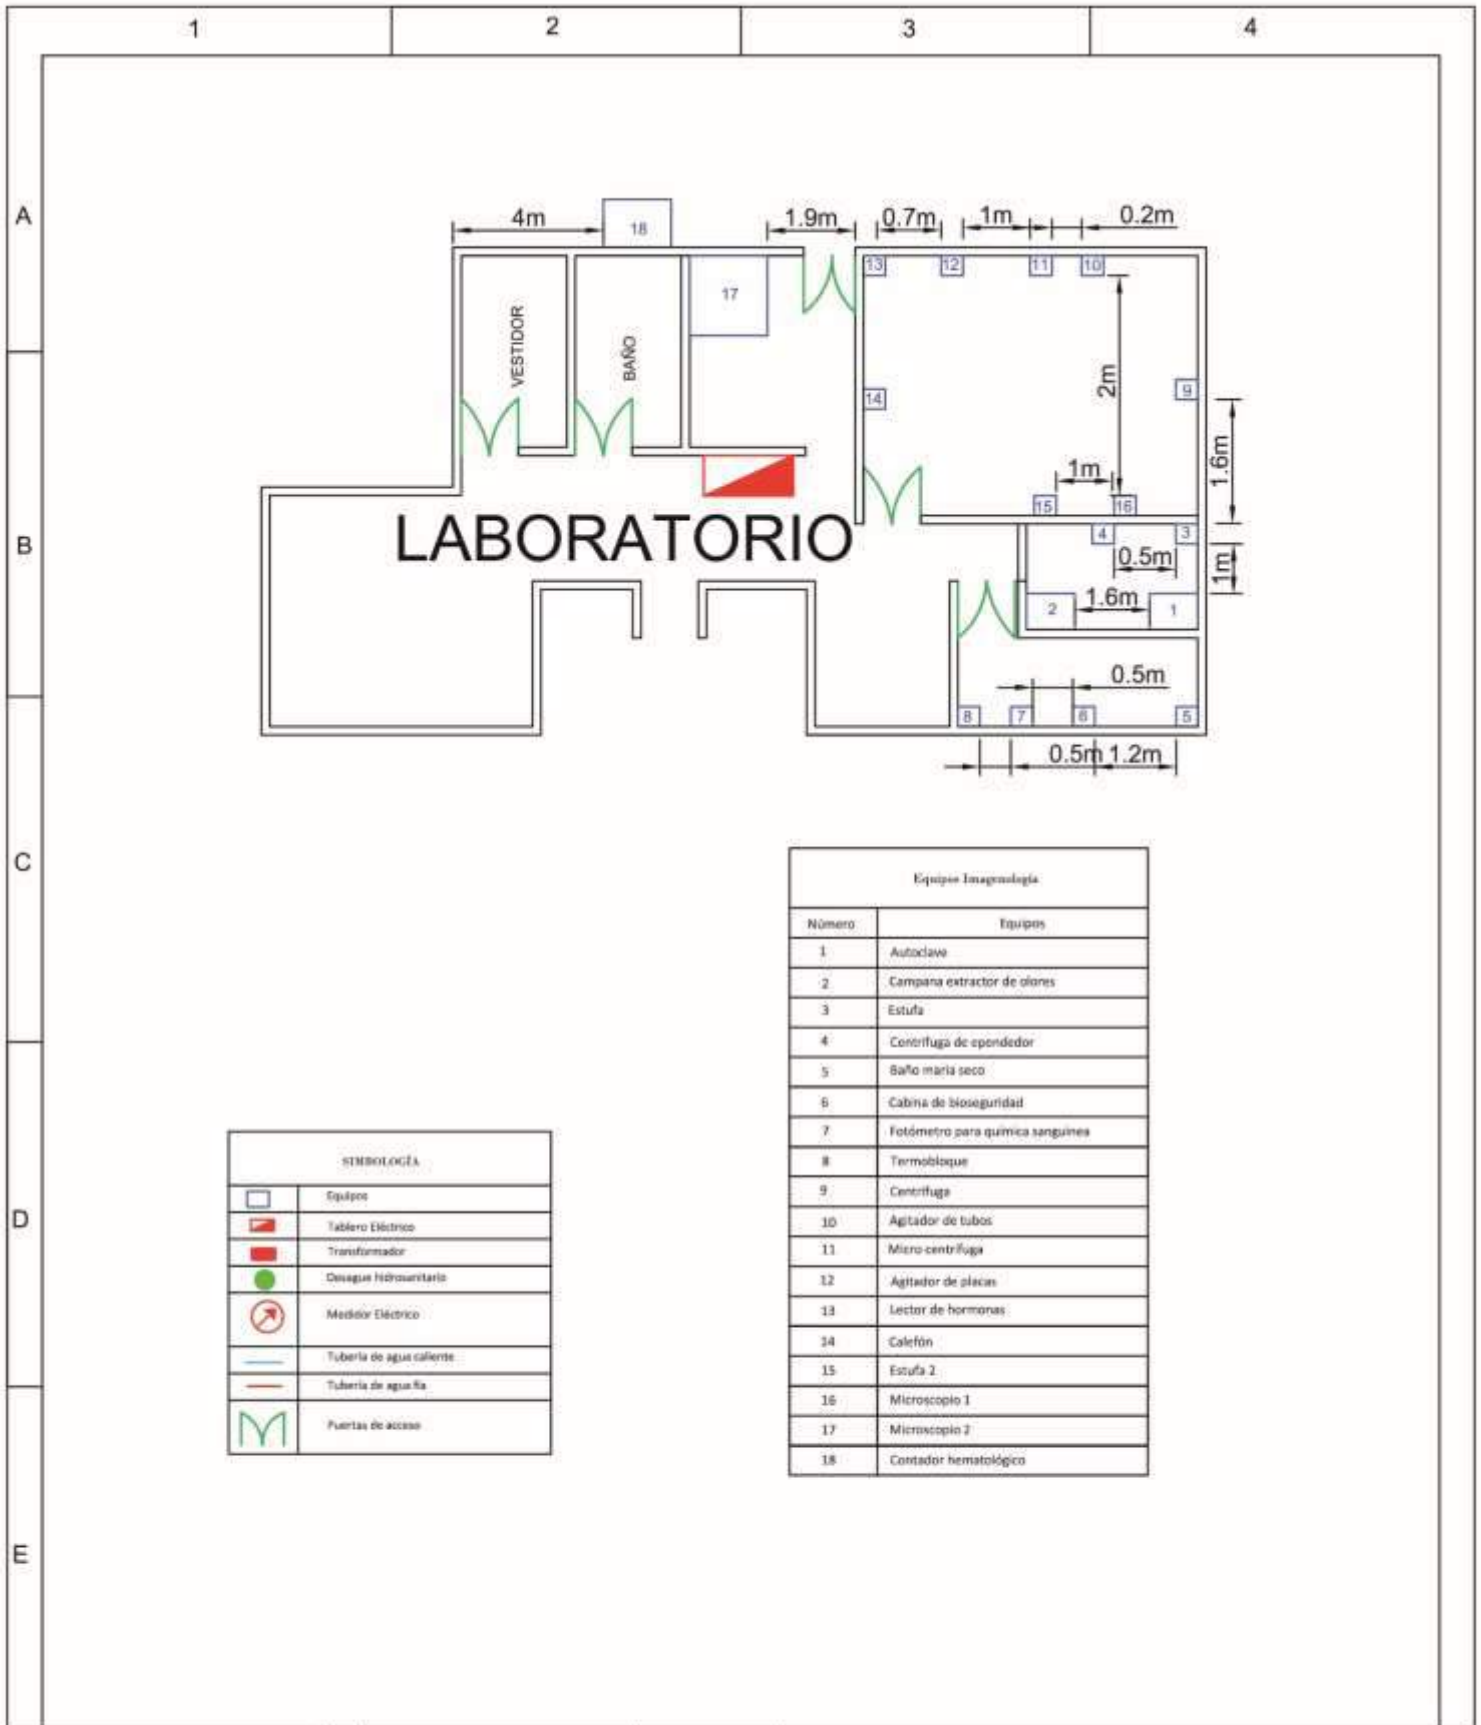 1 2 3 4
A
4m 18 1.9m 0.7m 1m 0.2m
13 12 11 10
17
VESTIDOR
BAÑO
2m
14
9
1.6m
1m
15 16
LABORATORIO
4 3
B
0.5m
1m
2 1.6m 1
0.5m
8 7 6 5
0.5m 1.2m
C
Equipos Imagenología
Número Equipos
1 Autoclave
2 Campana extractor de olores
3 Estufa
4 Centrífuga de ependedor
5 Baño maría seco
6 Cabina de bioseguridad
7 Fotómetro para química sanguínea
8 Termobloque
9 Centrífuga
10 Agitador de tubos
11 Micro centrífuga
12 Agitador de placas
13 Lector de hormonas
14 Calefón
15 Estufa 2
16 Microscopio 1
17 Microscopio 2
18 Contador hematológico
SIMBOLOGÍA
Equipos
Tablero Eléctrico
Transformador
Desague hidrosanitario
Medidor Eléctrico
Tubería de agua caliente
Tubería de agua fía
Puertas de acceso
D
E